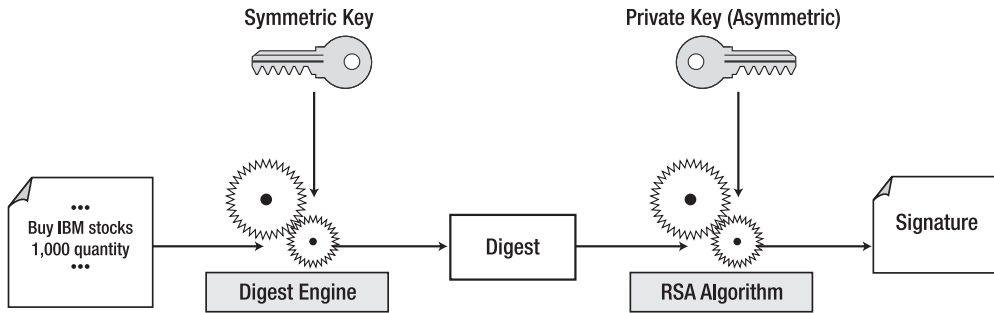 Symmetric Key
Private Key (Asymmetric)
•••
Buy IBM stocks
1,000 quantity
•••
Digest
Signature
Digest Engine
RSA Algorithm